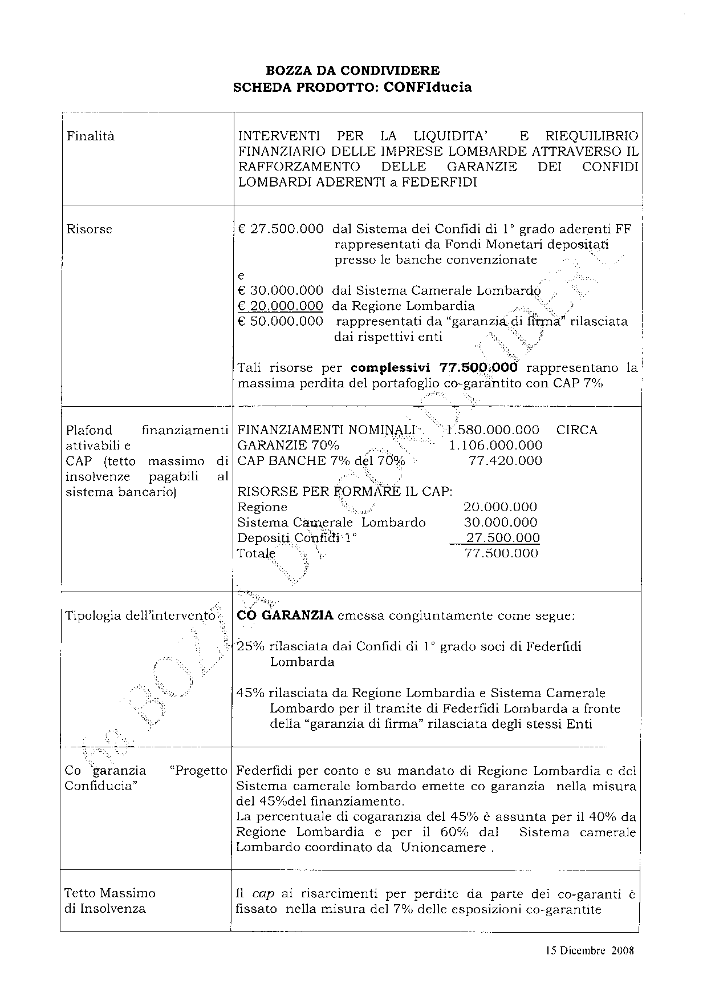 BOZZA DA CONDIVIDERE
SCHEDA PRODOTTO: CONFIducia
Finalità
INTERVENTI PER LA LIQUIDITA' E RIEQUILIBRIO
FINANZIARIO DELLE IMPRESE LOMBARDE ATTRAVERSO IL
RAFFORZAMENTO DELLE GARANZIE DEI CONFIDI
LOMBARDI ADERENTI a FEDERFIDI
Risorse
€ 27.500.000 dal Sistema dei Confidi di 1° grado aderenti FF
rappresentati da Fondi Monetari depositati
presso le banche convenzionate
e
€ 30.000.000 dal Sistema Camerale Lombardo
€ 20.000.000 da Regione Lombardia
€ 50.000.000 rappresentati da “garanzia di firma” rilasciata
dai rispettivi enti
Tali risorse per complessivi 77.500.000 rappresentano la
massima perdita del portafoglio co-garantito con CAP 7%
Plafond finanziamenti
attivabili e
CAP (tetto massimo di
insolvenze pagabili al
sistema bancario)
FINANZIAMENTI NOMINALI 1.580.000.000 CIRCA
GARANZIE 70% 1.106.000.000
CAP BANCHE 7% del 70% 77.420.000
RISORSE PER FORMARE IL CAP:
Regione 20.000.000
Sistema Camerale Lombardo 30.000.000
Depositi Confidi 1° 27.500.000
Totale 77.500.000
Tipologia dell'intervento
CO GARANZIA emessa congiuntamente come segue:
25% rilasciata dai Confidi di 1° grado soci di Federfidi
Lombarda
45% rilasciata da Regione Lombardia e Sistema Camerale
Lombardo per il tramite di Federfidi Lombarda a fronte
della “garanzia di firma” rilasciata degli stessi Enti
Co garanzia “Progetto
Confiducia”
Federfidi per conto e su mandato di Regione Lombardia e del
Sistema camerale lombardo emette co garanzia nella misura
del 45%del finanziamento.
La percentuale di cogaranzia del 45% è assunta per il 40% da
Regione Lombardia e per il 60% dal Sistema camerale
Lombardo coordinato da Unioncamere .
Tetto Massimo
di Insolvenza
Il cap ai risarcimenti per perdite da parte dei co-garanti è
fissato nella misura del 7% delle esposizioni co-garantite
15 Dicembre 2008
BOZZA DA CONDIVIDERE